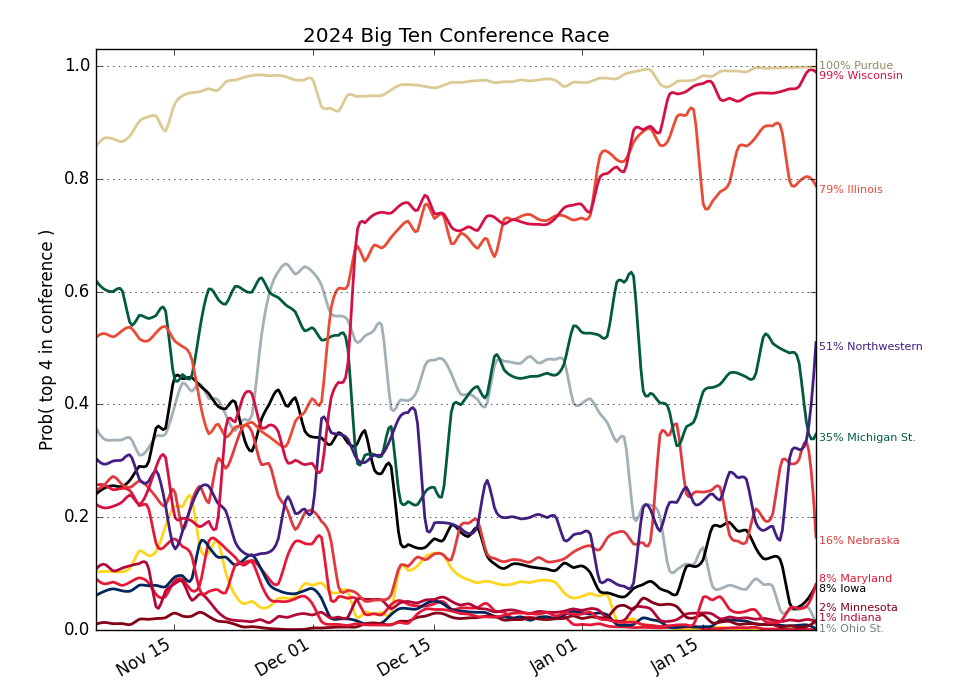 2024 Big Ten Conference Race
Prob( top 4 in conference )
1.0
0.8
0.6
0.4
0.2
0.0
Nov 15
Dec 01
Dec 15
Jan 01
Jan 15
100% Purdue
99% Wisconsin
79% Illinois
51% Northwestern
35% Michigan St.
16% Nebraska
8% Maryland
8% Iowa
2% Minnesota
1% Indiana
1% Ohio St.